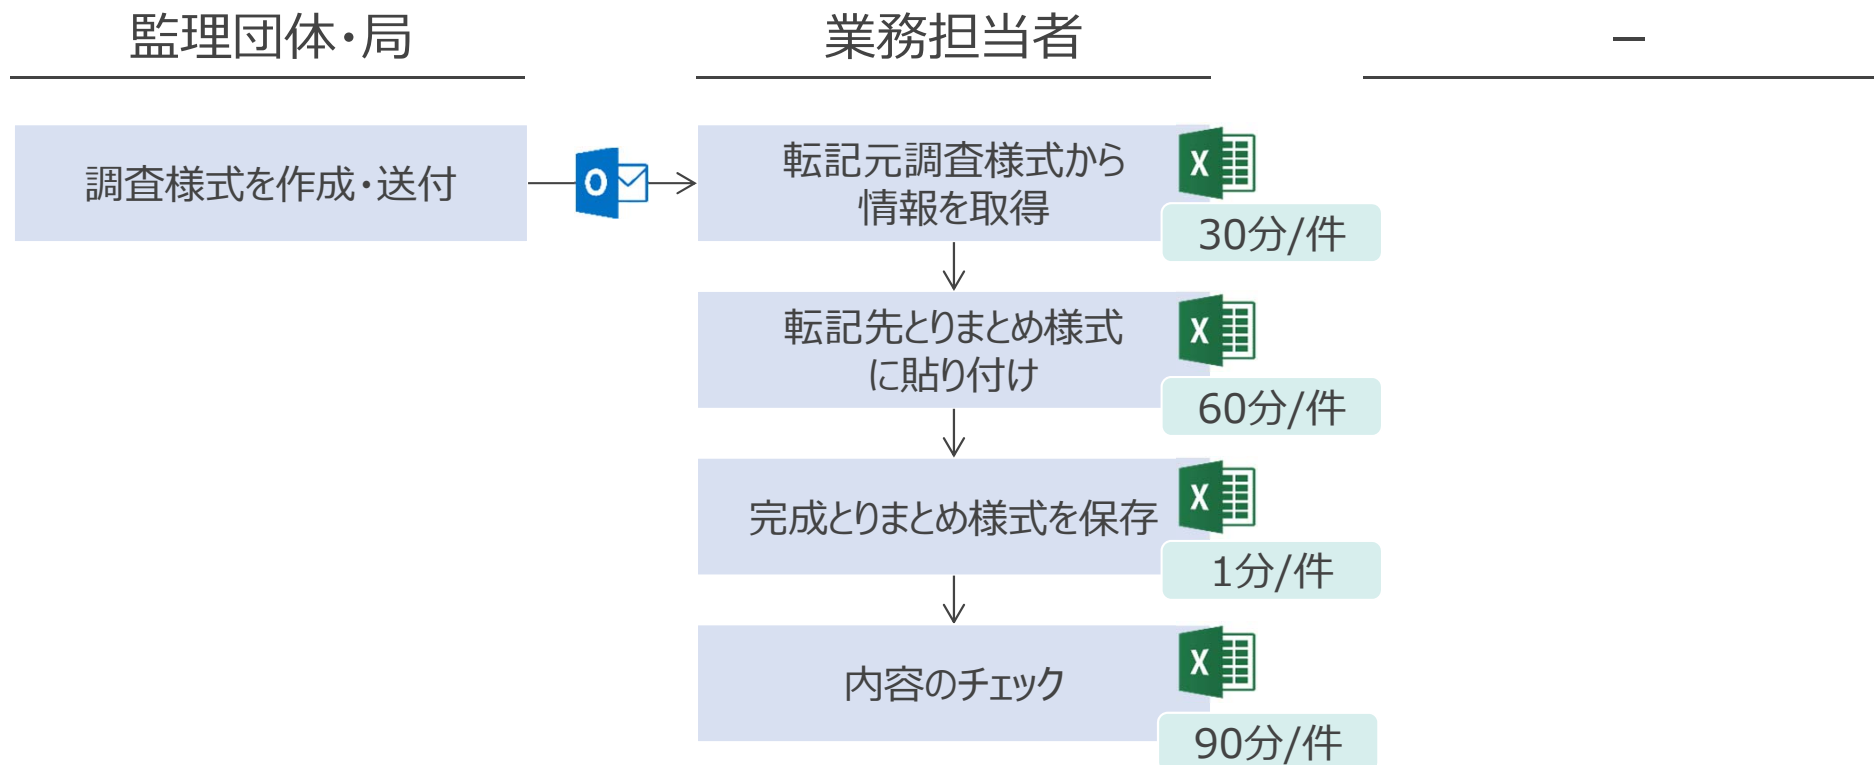 監理団体・局
業務担当者
－
調査様式を作成・送付
転記元調査様式から
情報を取得
30分/件
転記先とりまとめ様式
に貼り付け
60分/件
完成とりまとめ様式を保存
1分/件
内容のチェック
90分/件